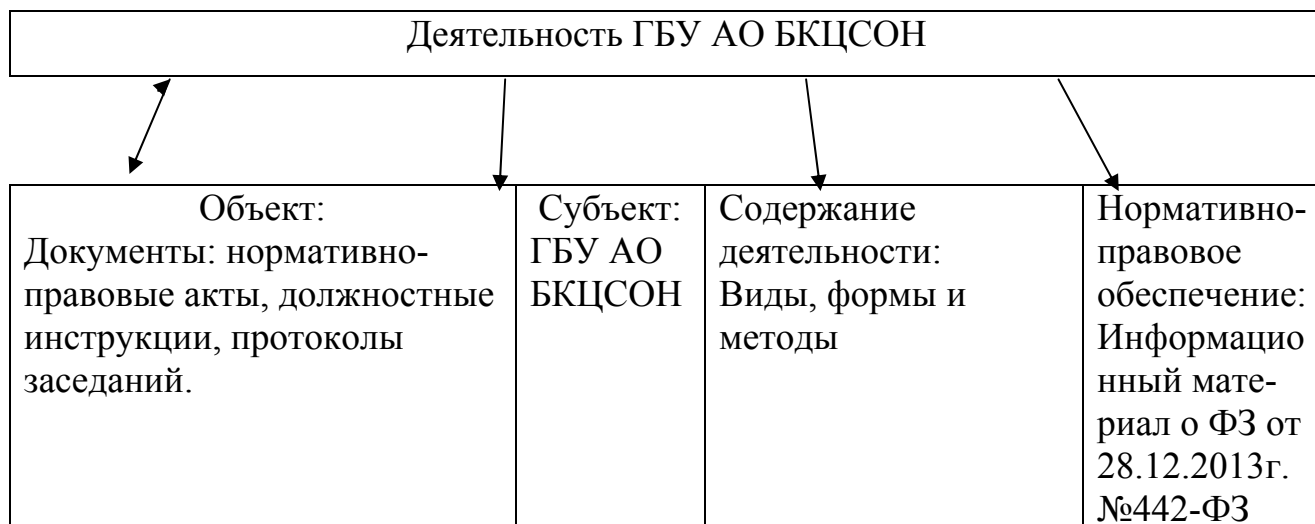 Деятельность ГБУ АО БКЦСОН
Объект:
Документы: нормативно-
правовые акты, должностные
инструкции, протоколы
заседаний.
Субъект:
ГБУ АО
БКЦСОН
Содержание
деятельности:
Виды, формы и
методы
Нормативно-
правовое
обеспечение:
Информацио
нный мате-
риал о ФЗ от
28.12.2013г.
№442-ФЗ